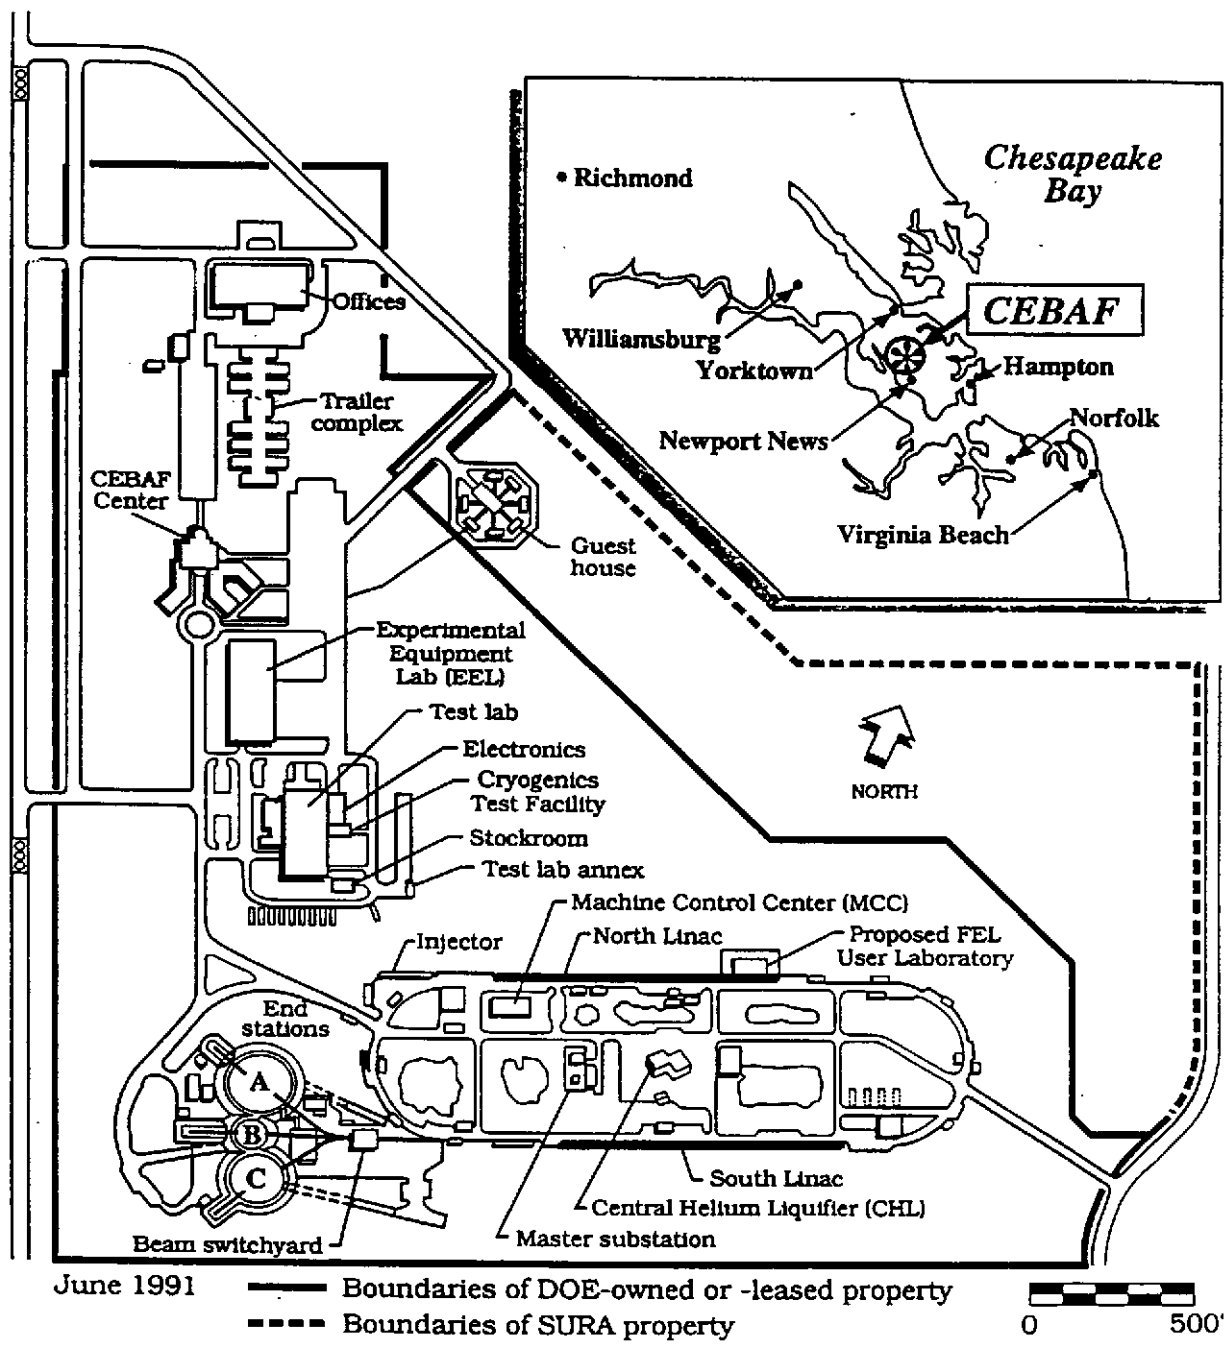 Chesapeake
Bay
Richmond
CEBAF
Williamsburg
Yorktown
Hampton
Newport News
Norfolk
Virginia Beach
Offices
Trailer
complex
CEBAF
Center
Guest
house
Experimental
Equipment
Lab (EEL)
Test lab
Electronics
Cryogenics
Test Facility
Stockroom
Test lab annex
NORTH
Machine Control Center (MCC)
Injector
North Linac
Proposed FEL
User Laboratory
End
stations
A
B
C
South Linac
Central Helium Liquifier (CHL)
Master substation
Beam switchyard
June 1991
Boundaries of DOE-owned or -leased property
Boundaries of SURA property
0 500'